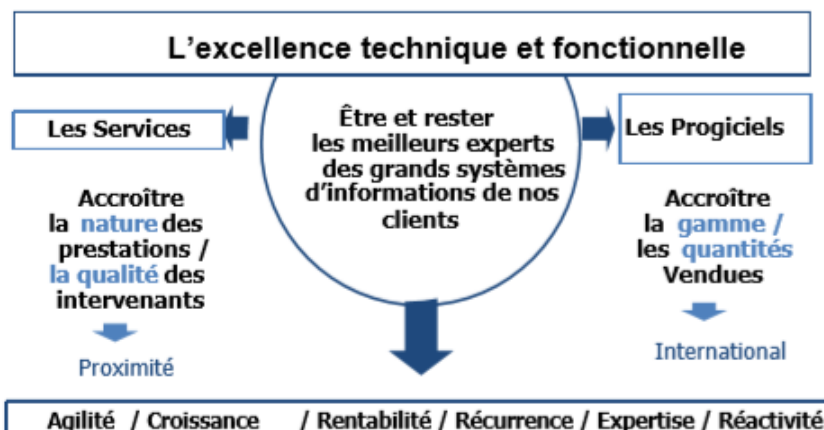 L'excellence technique et fonctionnelle
Les Services
Être et rester
les meilleurs experts
des grands systèmes
d'informations de nos
clients
Les Progiciels
Accroître
la nature des
prestations /
la qualité des
intervenants
Proximité
Accroître
la gamme /
les quantités
Vendues
International
Agilité / Croissance / Rentabilité / Récurrence / Expertise / Réactivité